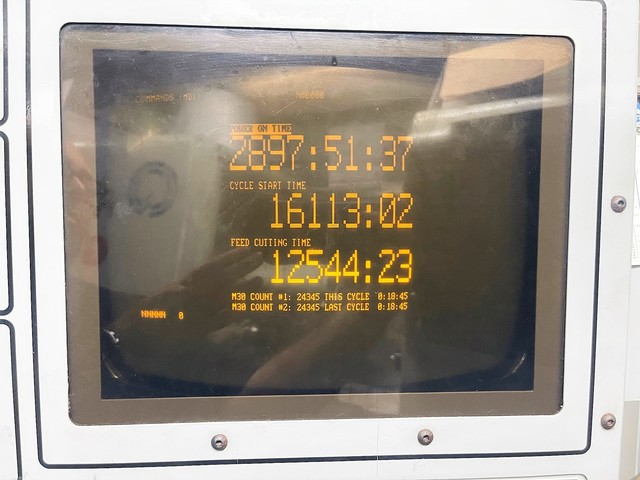 COMMANDS
POWER ON TIME
2897:51:37
CYCLE START TIME
16113:02
FEED CUTTING TIME
12544:23
M30 COUNT #1: 24345 THIS CYCLE 0:18:45
M30 COUNT #2: 24345 LAST CYCLE 0:18:45
0